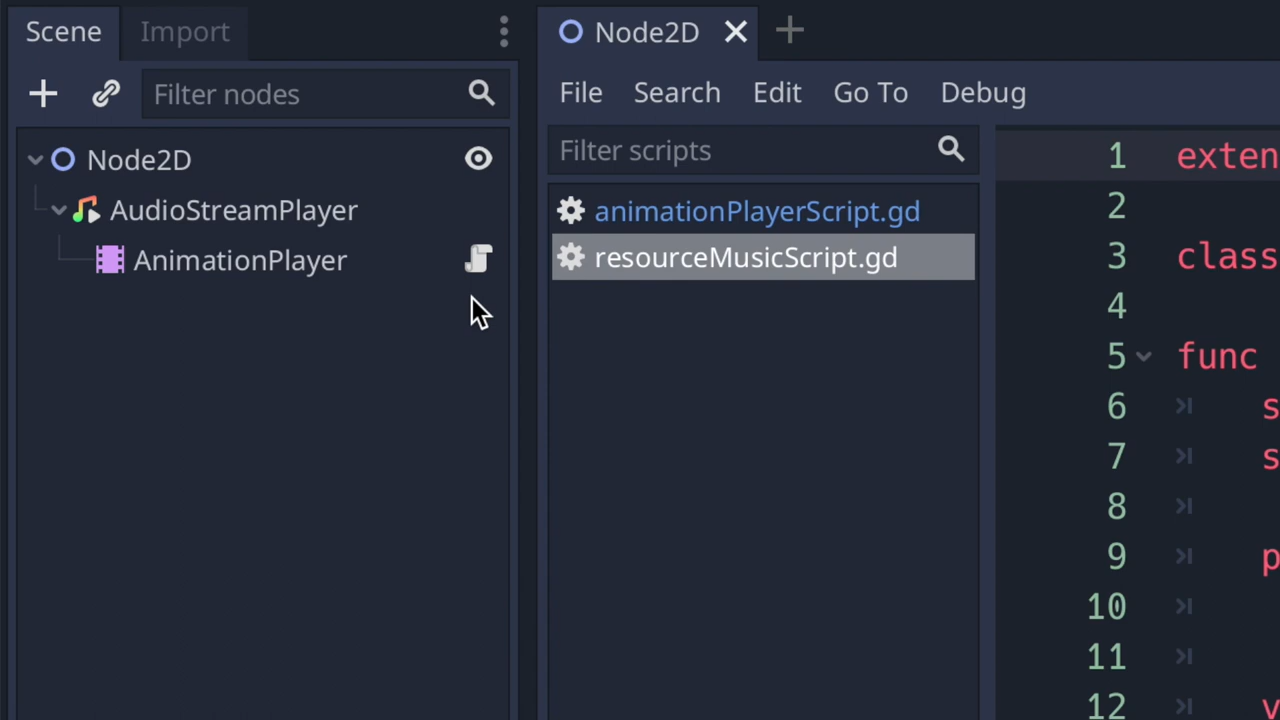 Scene
Import
Filter nodes
Node2D
AudioStreamPlayer
AnimationPlayer
Node2D
File Search Edit Go To Debug
Filter scripts
animationPlayerScript.gd
resourceMusicScript.gd
1 exten
2
3 class
4
5 func
6 s
7 s
8
9 p
10
11
12 v